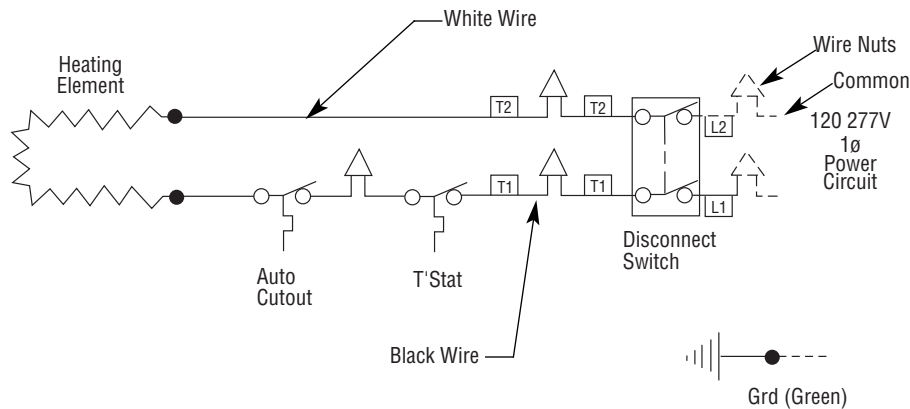 White Wire
Wire Nuts
Heating
Element
Common
T2
T2
L2
120 277V
1ø
Power
Circuit
T1
T1
L1
Disconnect
Switch
Auto
Cutout
T'Stat
Black Wire
Grd (Green)